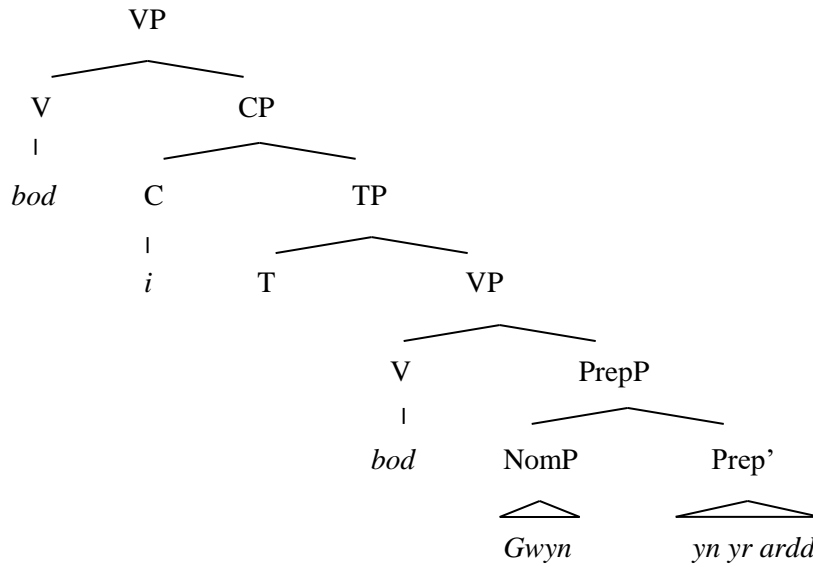 VP
V CP
bod C TP
i T VP
V PrepP
bod NomP Prep’
Gwyn yn yr ardd